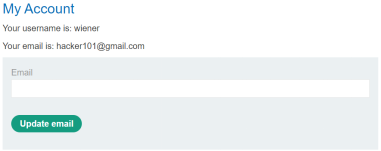 My Account
Your username is: wiener
Your email is: hacker101@gmail.com
Email
Update email